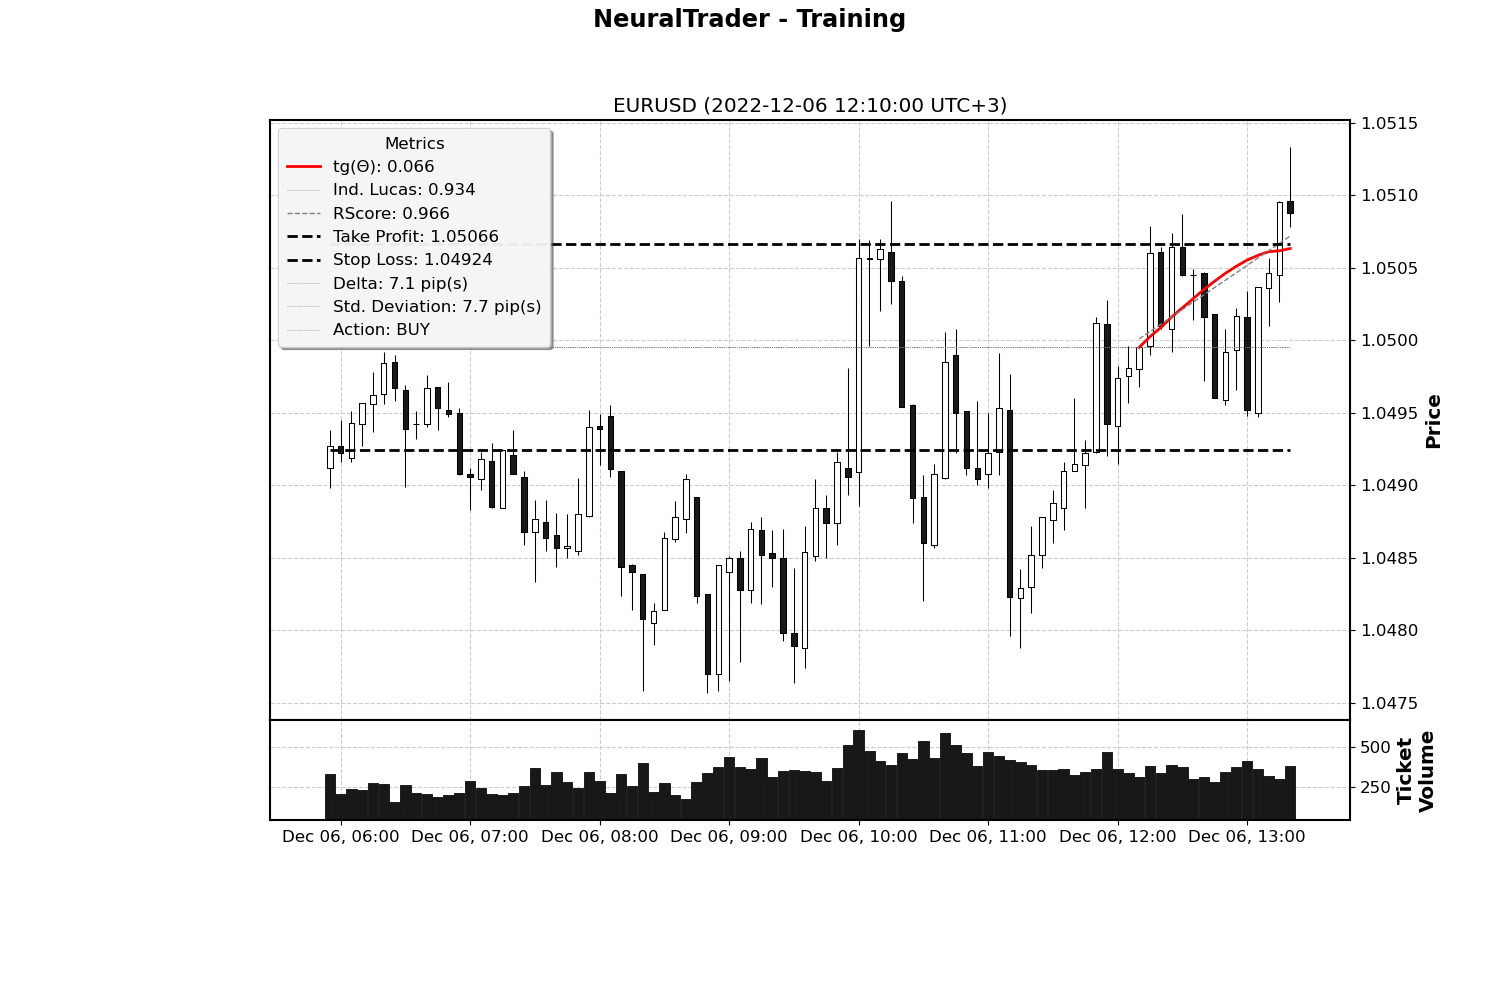 NeuralTrader - Training
EURUSD (2022-12-06 12:10:00 UTC+3)
Metrics
tg(Θ): 0.066
Ind. Lucas: 0.934
RScore: 0.966
Take Profit: 1.05066
Stop Loss: 1.04924
Delta: 7.1 pip(s)
Std. Deviation: 7.7 pip(s)
Action: BUY
1.0515
1.0510
1.0505
1.0500
1.0495
1.0490
1.0485
1.0480
1.0475
Price
500
250
Ticket
Volume
Dec 06, 06:00
Dec 06, 07:00
Dec 06, 08:00
Dec 06, 09:00
Dec 06, 10:00
Dec 06, 11:00
Dec 06, 12:00
Dec 06, 13:00